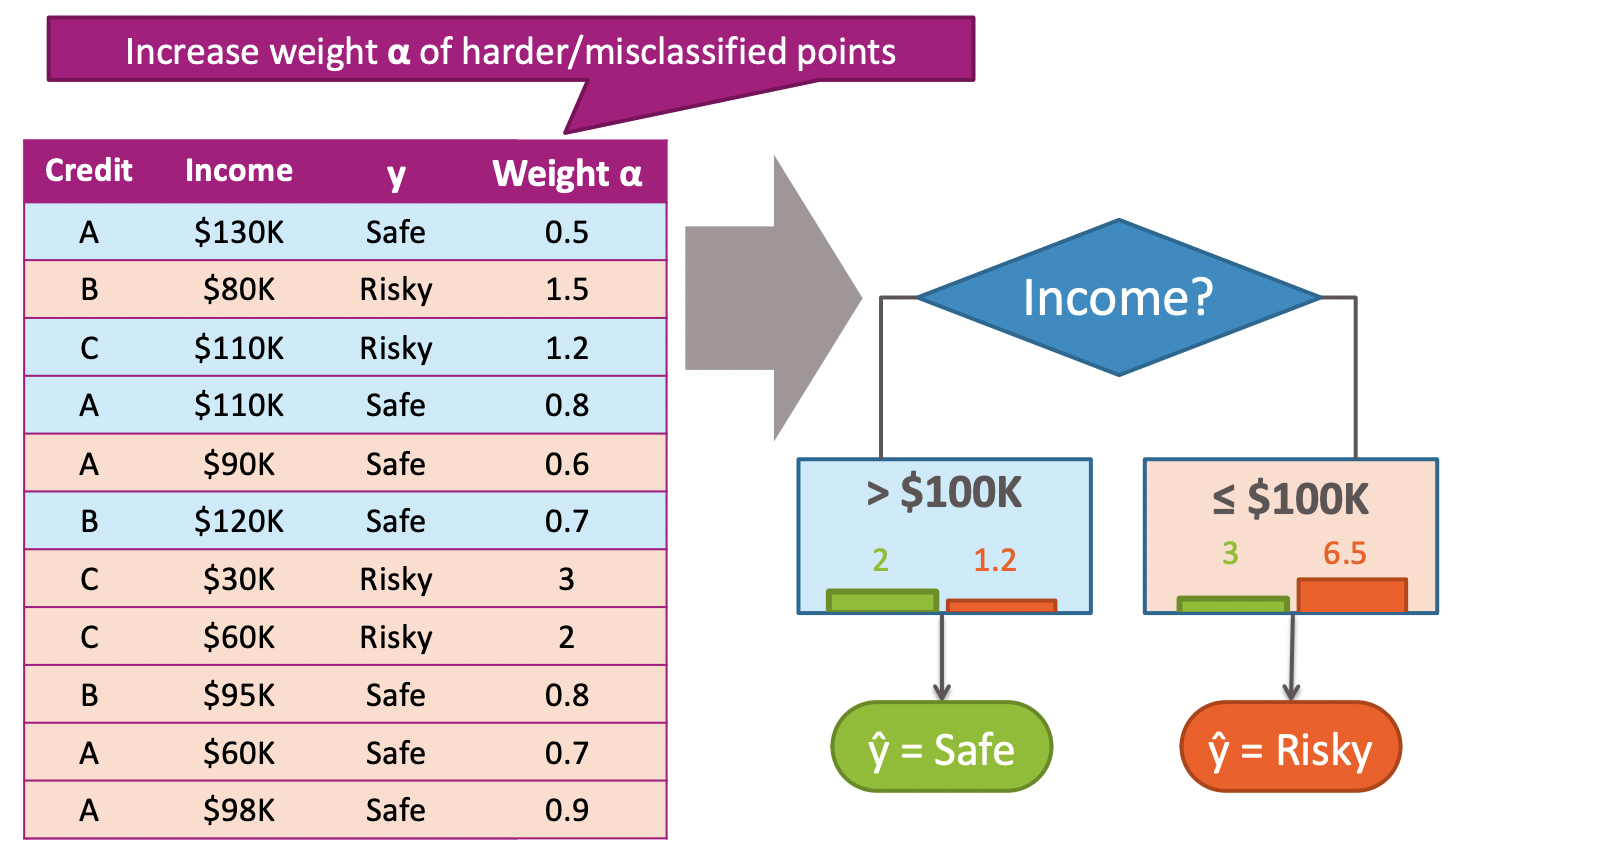 Increase weight α of harder/misclassified points
Credit Income y Weight α
A $130K Safe 0.5
B $80K Risky 1.5
C $110K Risky 1.2
A $110K Safe 0.8
A $90K Safe 0.6
B $120K Safe 0.7
C $30K Risky 3
C $60K Risky 2
B $95K Safe 0.8
A $60K Safe 0.7
A $98K Safe 0.9
Income?
> $100K
2 1.2
≤ $100K
3 6.5
ŷ = Safe
ŷ = Risky